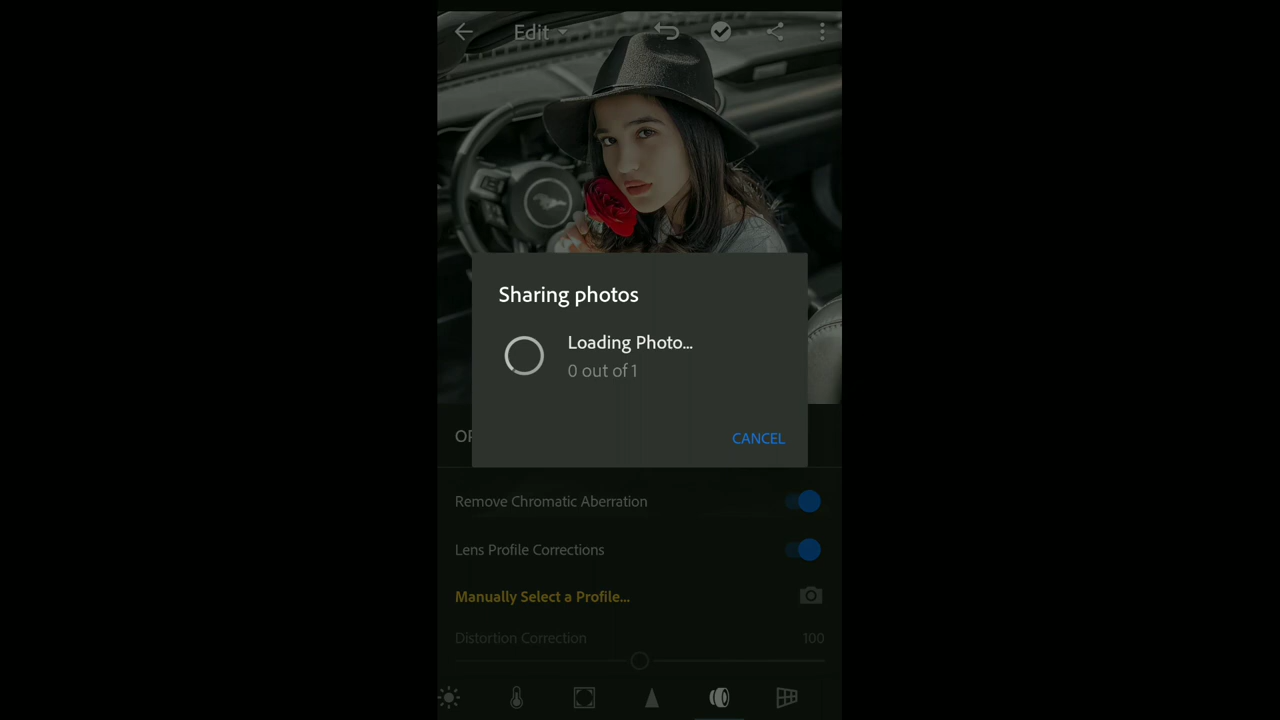 Edit
Sharing photos
Loading Photo...
0 out of 1
CANCEL
OP
Remove Chromatic Aberration
Lens Profile Corrections
Manually Select a Profile...
Distortion Correction 100